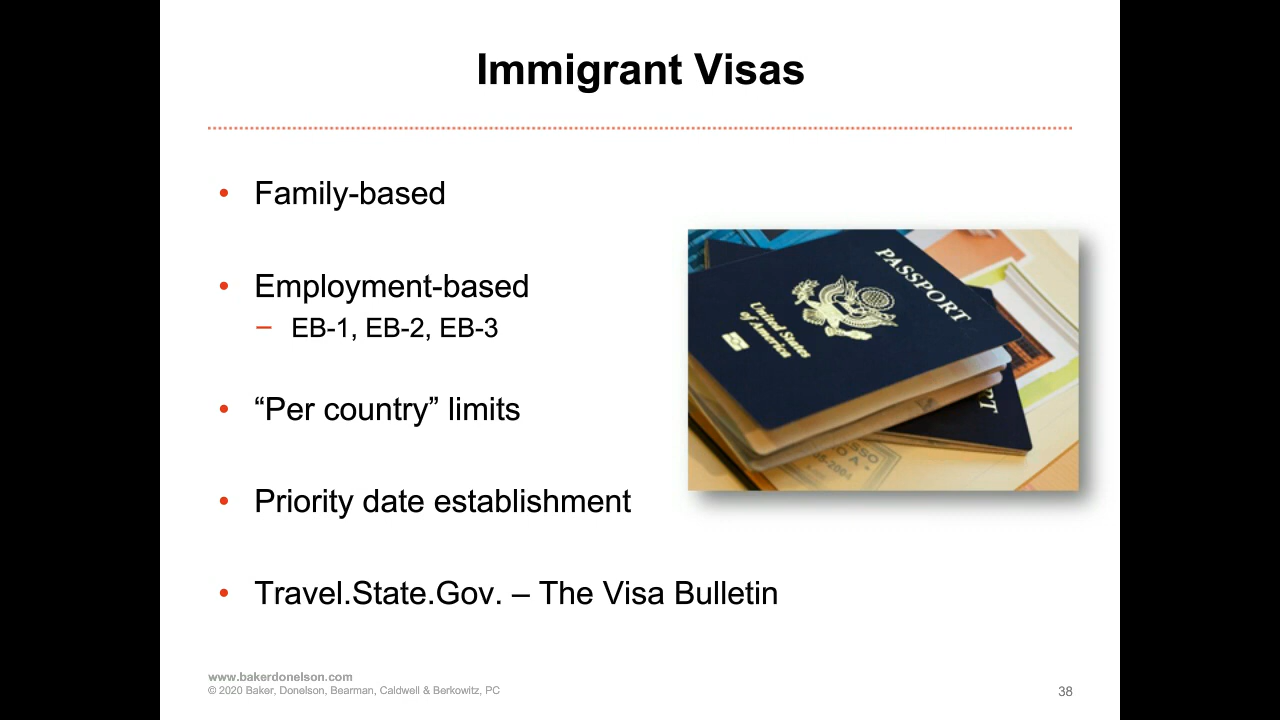 Immigrant Visas
• Family-based
• Employment-based
– EB-1, EB-2, EB-3
“Per country” limits
• Priority date establishment
• Travel.State.Gov. – The Visa Bulletin
PASSPORT
United States
of America
www.bakerdonelson.com
© 2020 Baker, Donelson, Bearman, Caldwell & Berkowitz, PC
38